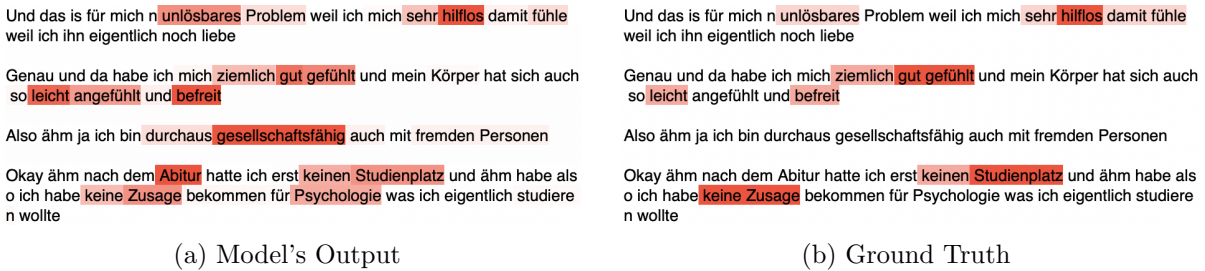 Und das is für mich n unlösbares Problem weil ich mich sehr hilflos damit fühle
weil ich ihn eigentlich noch liebe
Genau und da habe ich mich ziemlich gut gefühlt und mein Körper hat sich auch
so leicht angefühlt und befreit
Also ähm ja ich bin durchaus gesellschaftsfähig auch mit fremden Personen
Okay ähm nach dem Abitur hatte ich erst keinen Studienplatz und ähm habe als
o ich habe keine Zusage bekommen für Psychologie was ich eigentlich studiere
n wollte
(a) Model's Output
Und das is für mich n unlösbares Problem weil ich mich sehr hilflos damit fühle
weil ich ihn eigentlich noch liebe
Genau und da habe ich mich ziemlich gut gefühlt und mein Körper hat sich auch
so leicht angefühlt und befreit
Also ähm ja ich bin durchaus gesellschaftsfähig auch mit fremden Personen
Okay ähm nach dem Abitur hatte ich erst keinen Studienplatz und ähm habe als
o ich habe keine Zusage bekommen für Psychologie was ich eigentlich studiere
n wollte
(b) Ground Truth